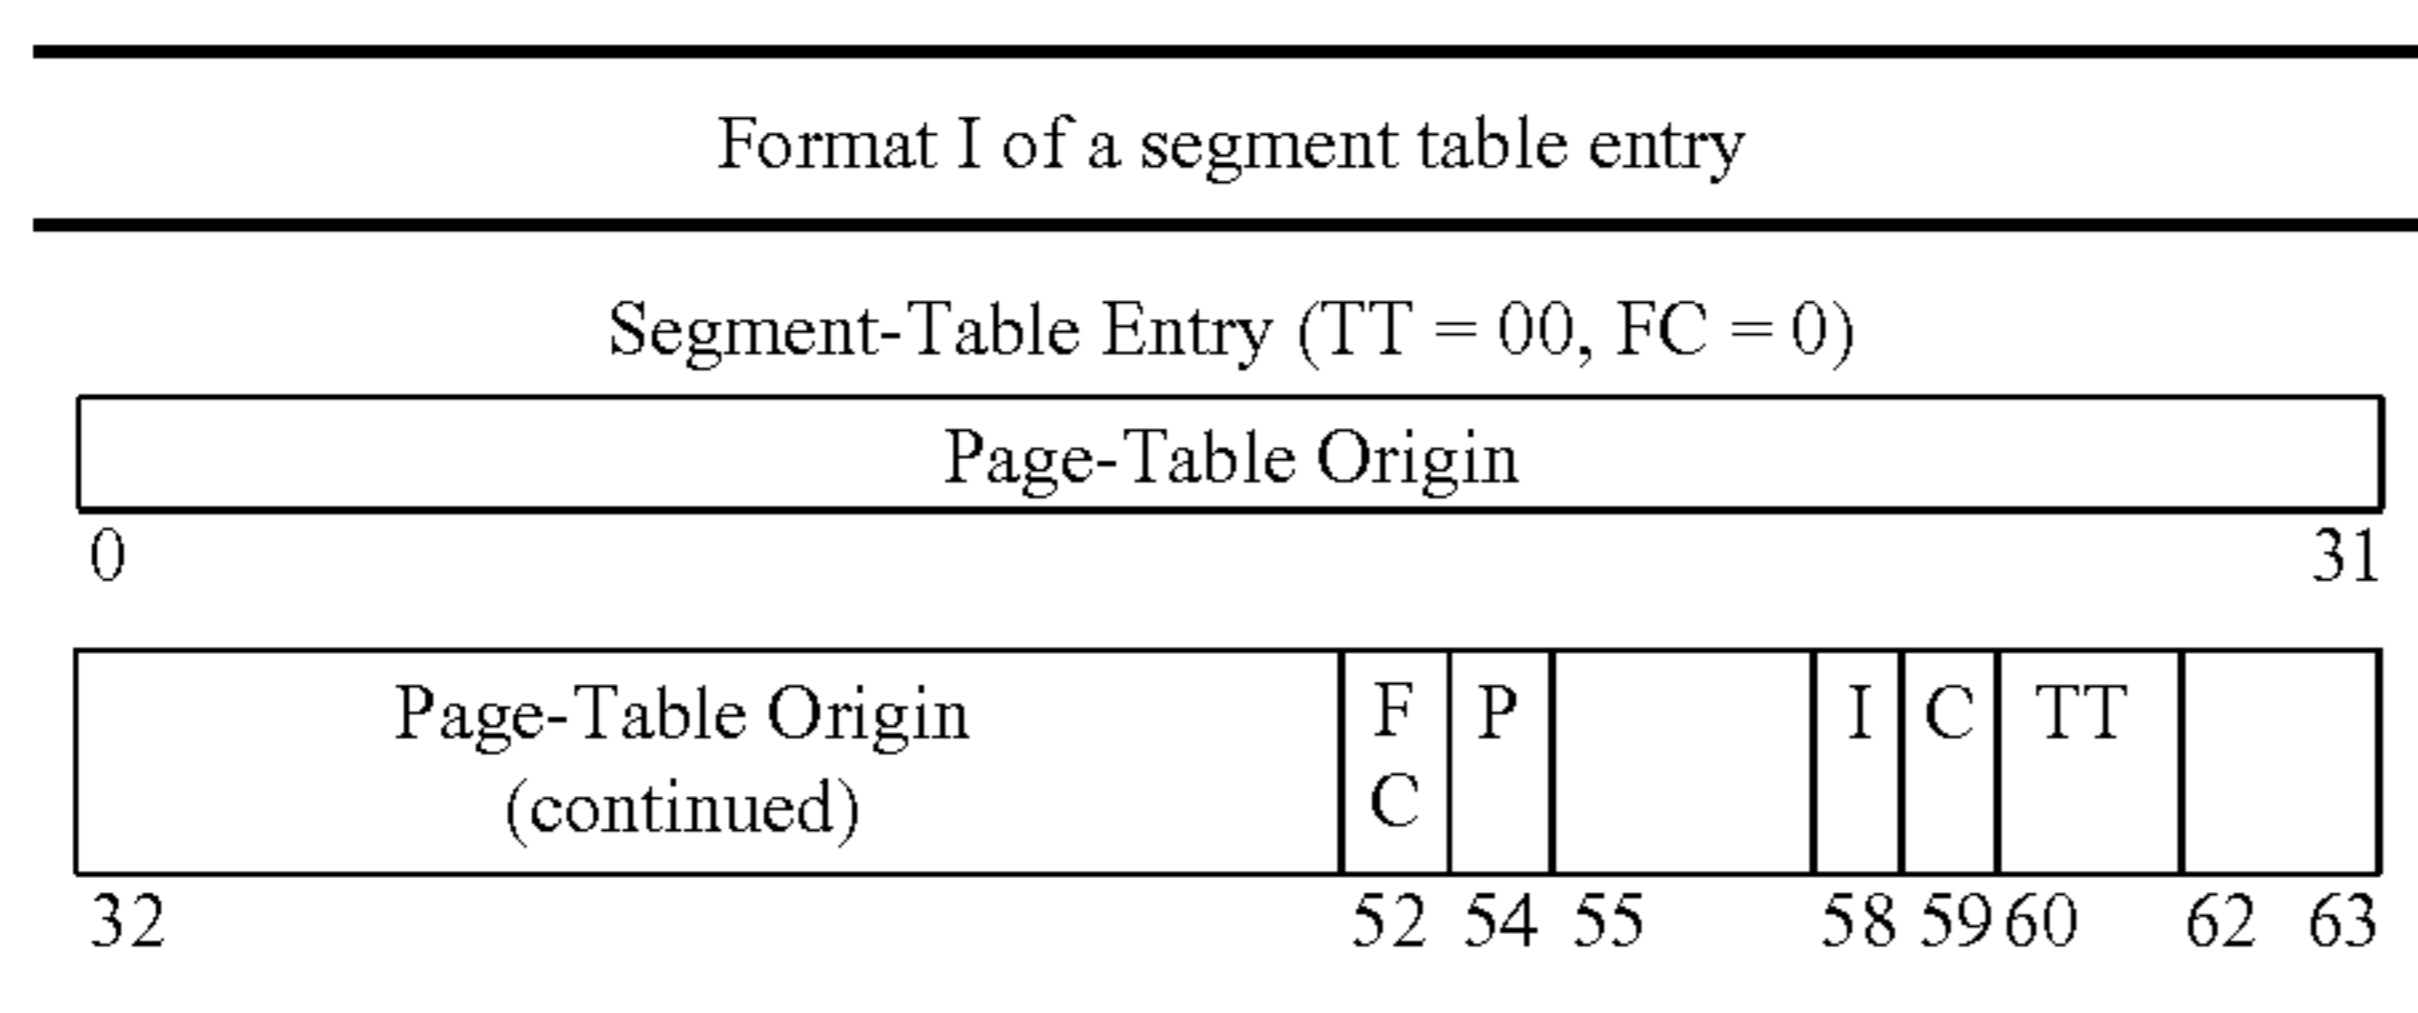 Format I of a segment table entry
Segment-Table Entry (TT = 00, FC = 0)
Page-Table Origin
0 31
Page-Table Origin
(continued)
F
C
P
I
C
TT
32 52 54 55 58 59 60 62 63